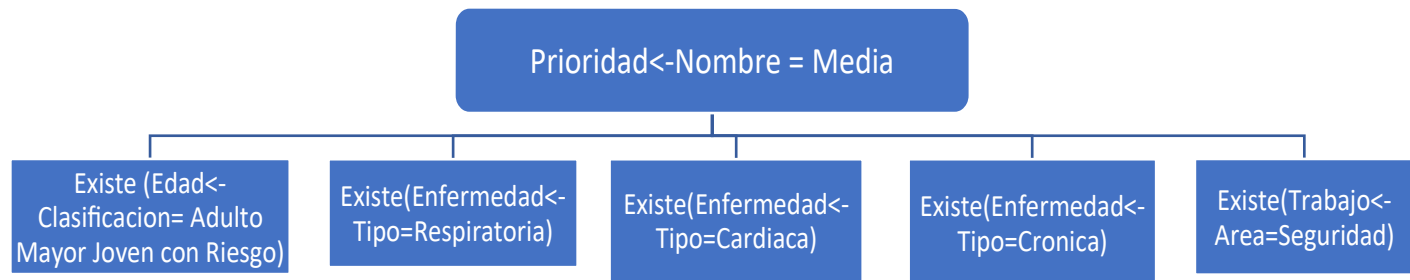 Prioridad<-Nombre = Media
Existe (Edad<-
Clasificacion= Adulto
Mayor Joven con Riesgo)
Existe(Enfermedad<-
Tipo=Respiratoria)
Existe(Enfermedad<-
Tipo=Cardiaca)
Existe(Enfermedad<-
Tipo=Cronica)
Existe(Trabajo<-
Area=Seguridad)